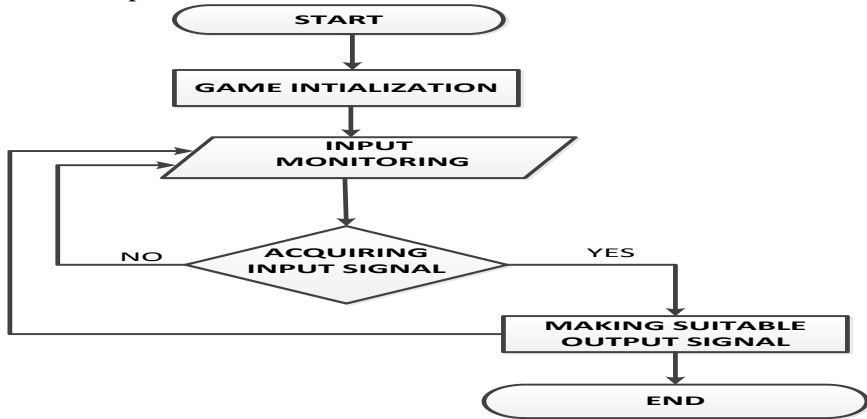 START
GAME INTIALIZATION
INPUT
MONITORING
ACQUIRING
INPUT SIGNAL
NO
YES
MAKING SUITABLE
OUTPUT SIGNAL
END